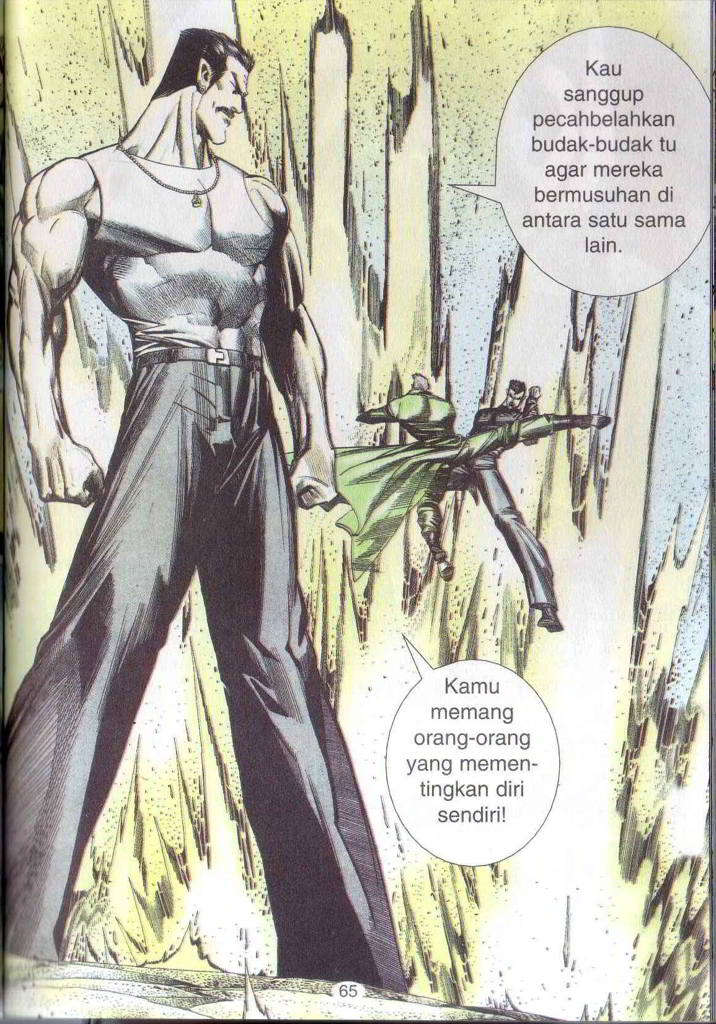 Kau
sanggup
pecahbelahkan
budak-budak tu
agar mereka
bermusuhan di
antara satu sama
lain.
Kamu
memang
orang-orang
yang memen-
tingkan diri
sendiri!
65